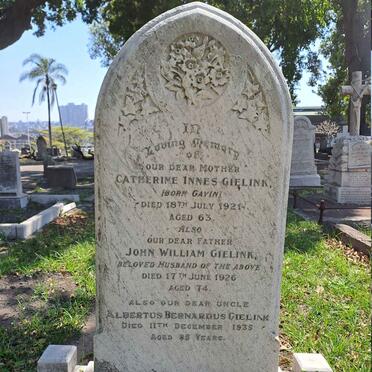 In
Loving Memory
of
OUR DEAR MOTHER
CATHERINE INNES GIELINK,
(BORN GAVIN)
DIED 18TH JULY 1921
AGED 63.
ALSO
OUR DEAR FATHER
JOHN WILLIAM GIELINK,
BELOVED HUSBAND OF THE ABOVE
DIED 17TH JUNE 1926
AGED 74.
ALSO OUR DEAR UNCLE
ALBERTUS BERNARDUS GIELINK
DIED 11TH DECEMBER 1935
AGED 85 YEARS.